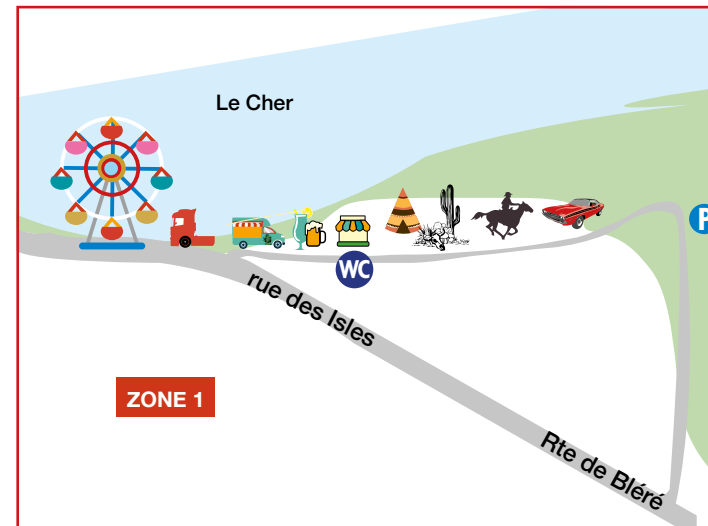 Le Cher
P
WC
rue des Isles
ZONE 1
Rte de Bléré